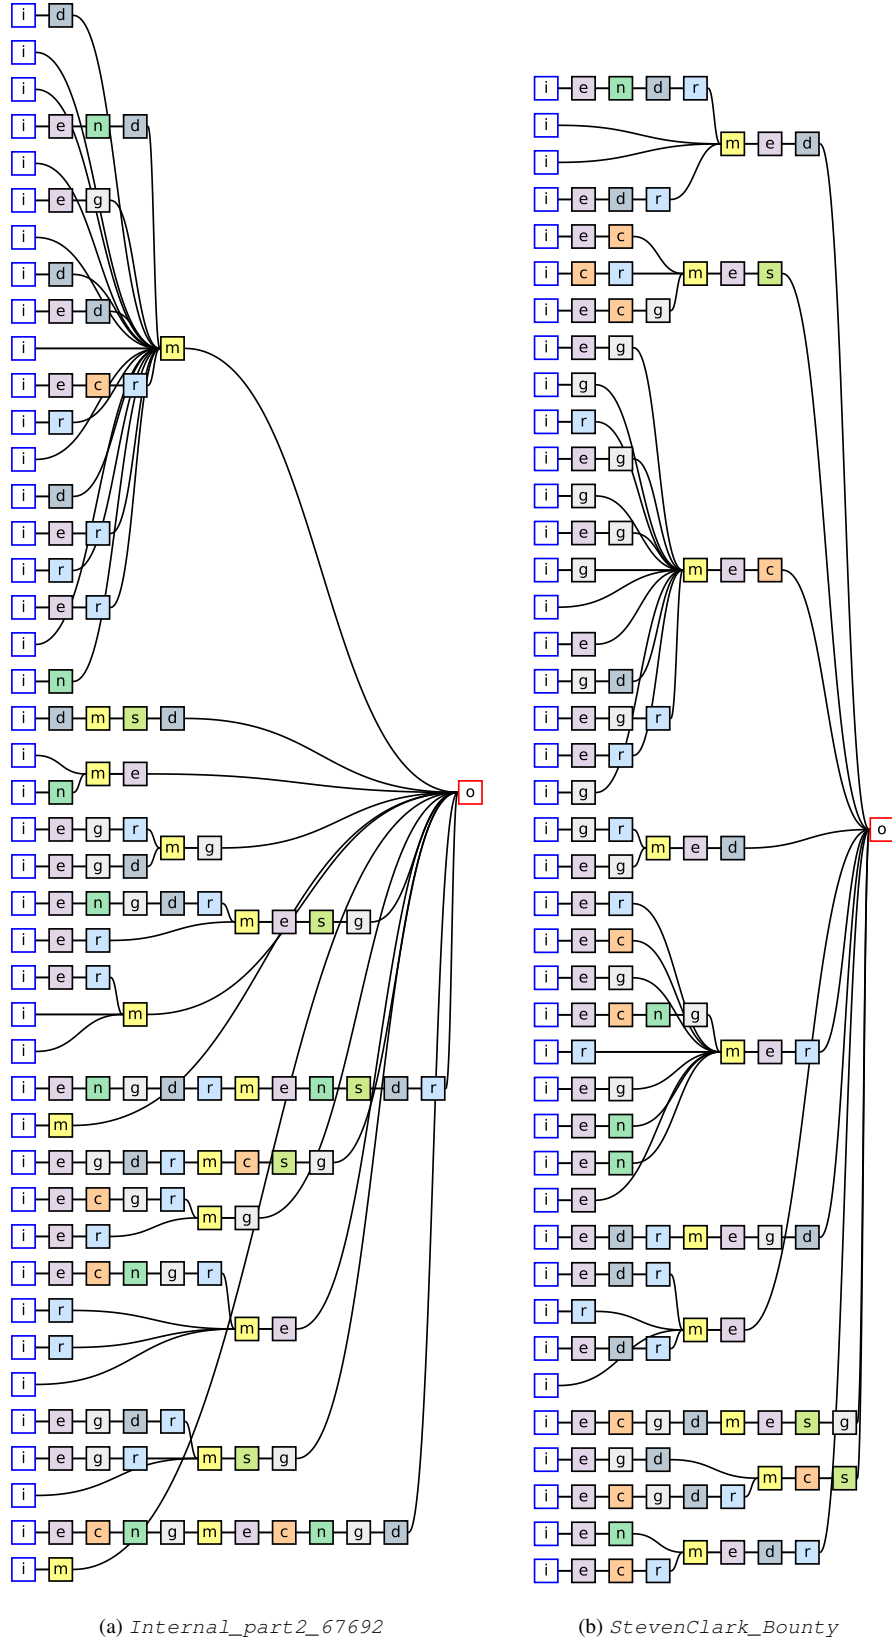 i d
i
i
i e n d
i
i e g
i
i d
i e d
i m
i e c r
i r
i
i d
i e r
i r
i e r
i
i n
i d m s d
i
m e
i n
o
i e g r
m g
i e g d
i e n g d r
m e s g
i e r
i e r
i m
i
i e n g d r m e n s d r
i m
i e g d r m c s g
i e c g r
m g
i e r
i e c n g r
i r
m e
i r
i
i e g d r
i e g r m s g
i
i e c n g m e c n g d
i m
(a) Internal_part2_67692
i e n d r
i
m e d
i
i e d r
i e c
i c r m e s
i e c g
i e g
i g
i r
i e g
i g
i e g
i g m e c
i
i e
i g d
i e g r
i e r
i g
i g r
o
m e d
i e g
i e r
i e c
i e g
i e c n g
i r m e r
i e g
i e n
i e n
i e
i e d r m e g d
i e d r
i r
m e
i e d r
i
i e c g d m e s g
i e g d
m c s
i e c g d r
i e n
m e d r
i e c r
(b) StevenClark_Bounty